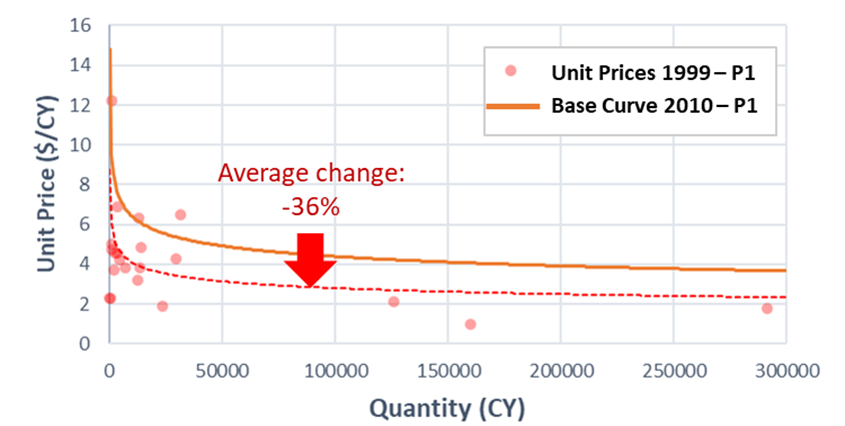 16
14
12
10
8
6
4
2
0
Unit Price ($/CY)
Unit Prices 1999 – P1
Base Curve 2010 – P1
Average change:
-36%
0 50000 100000 150000 200000 250000 300000
Quantity (CY)